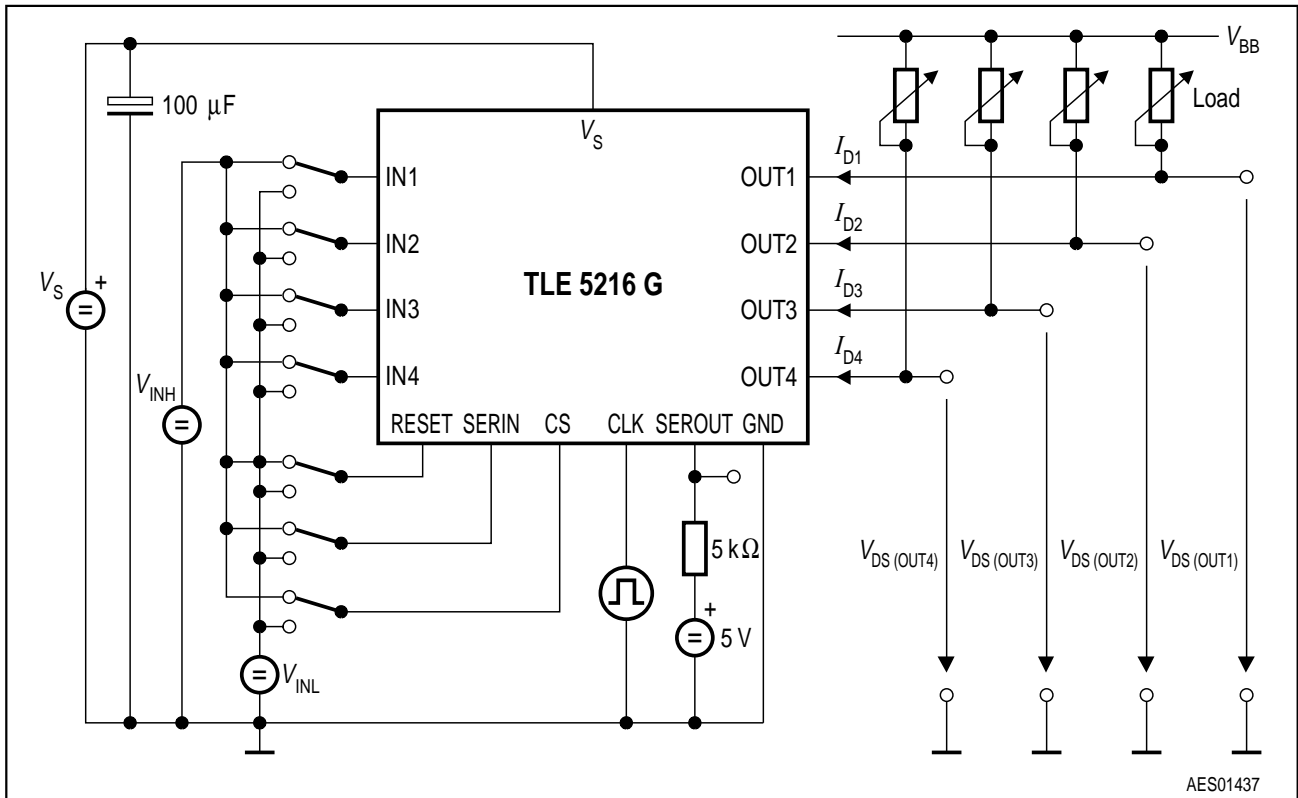 V_BB
100 µF
Load
V_S
I_D1
IN1
OUT1
I_D2
IN2
OUT2
V_S
+
TLE 5216 G
I_D3
IN3
OUT3
I_D4
IN4
OUT4
V_INH
RESET SERIN CS CLK SEROUT GND
5 kΩ
V_DS (OUT4) V_DS (OUT3) V_DS (OUT2) V_DS (OUT1)
+
5 V
V_INL
AES01437